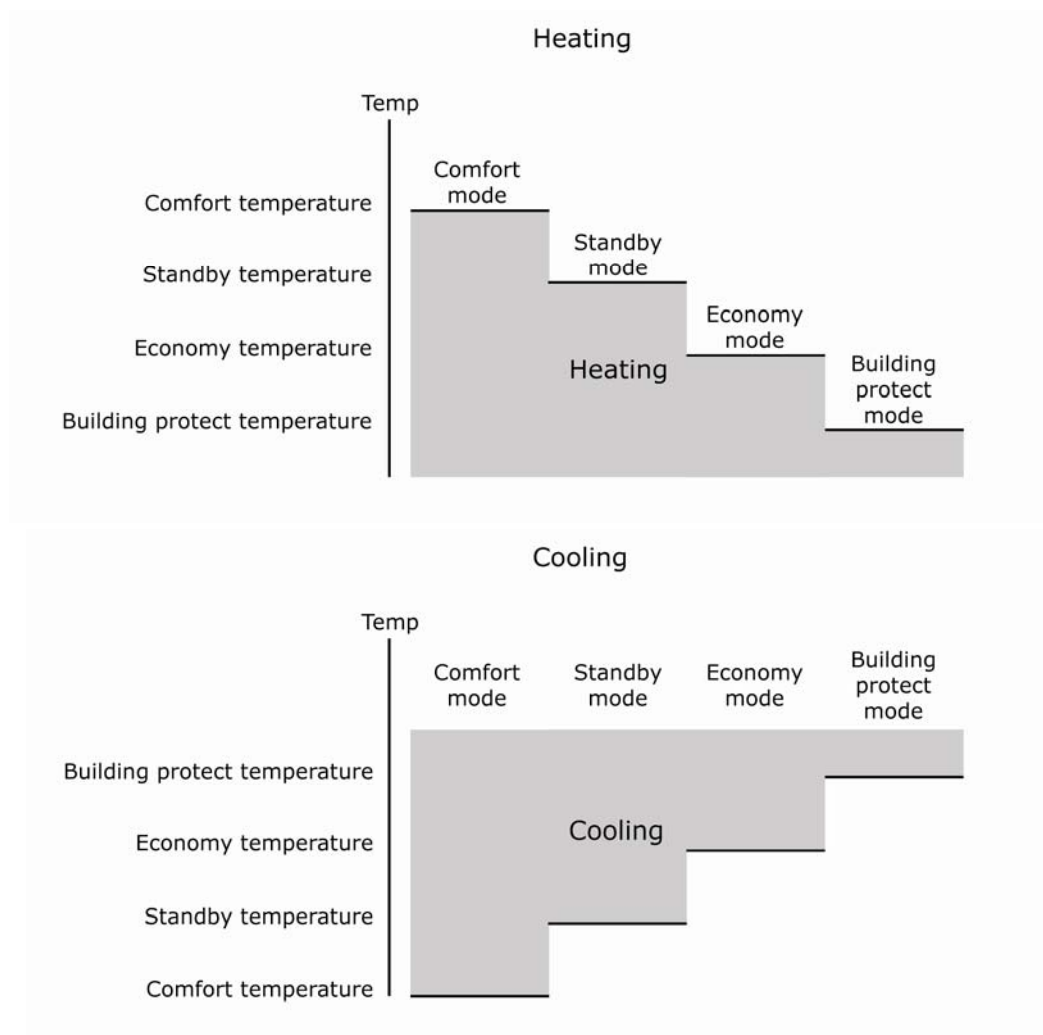 Heating
Temp
Comfort
mode
Comfort temperature
Standby
mode
Standby temperature
Economy
mode
Economy temperature
Heating
Building
protect
mode
Building protect temperature
Cooling
Temp
Comfort
mode
Standby
mode
Economy
mode
Building
protect
mode
Building protect temperature
Economy temperature
Cooling
Standby temperature
Comfort temperature